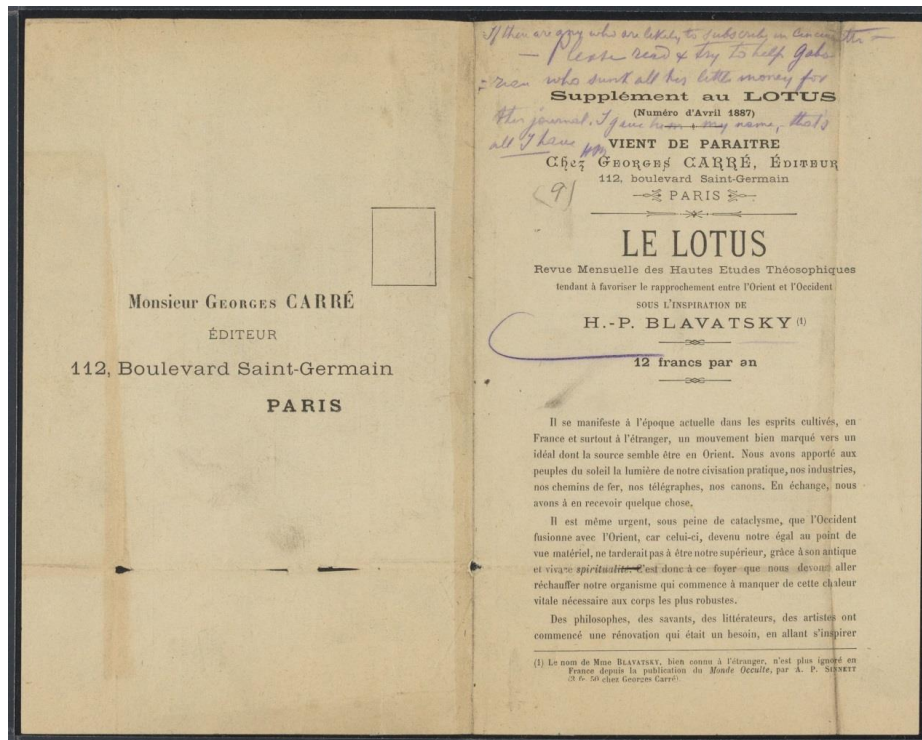 Monsieur GEORGES CARRÉ
ÉDITEUR
112, Boulevard Saint-Germain
PARIS
If there are any who are likely to subscribe in Cincinnatti —
— Please read & try to help Gabo
= riau who sunk all his little money for
Supplément au LOTUS
(Numéro d'Avril 1887)
this journal. I gave him my name, that's
all I have
VIENT DE PARAITRE
Chez GEORGES CARRÉ, ÉDITEUR
112, boulevard Saint-Germain
PARIS
(9)
LE LOTUS
Revue Mensuelle des Hautes Etudes Théosophiques
tendant à favoriser le rapprochement entre l'Orient et l'Occident
SOUS L'INSPIRATION DE
H.-P. BLAVATSKY (1)
12 francs par an
Il se manifeste à l'époque actuelle dans les esprits cultivés, en
France et surtout à l'étranger, un mouvement bien marqué vers un
idéal dont la source semble être en Orient. Nous avons apporté aux
peuples du soleil la lumière de notre civisation pratique, nos industries,
nos chemins de fer, nos télégraphes, nos canons. En échange, nous
avons à en recevoir quelque chose.
Il est même urgent, sous peine de cataclysme, que l'Occident
fusionne avec l'Orient, car celui-ci, devenu notre égal au point de
vue matériel, ne tarderait pas à être notre supérieur, grâce à son antique
et vivace spiritualité. C'est donc à ce foyer que nous devons aller
réchauffer notre organisme qui commence à manquer de cette chaleur
vitale nécessaire aux corps les plus robustes.
Des philosophes, des savants, des littérateurs, des artistes ont
commencé une rénovation qui était un besoin, en allant s'inspirer
(1) Le nom de Mme BLAVATSKY, bien connu à l'étranger, n'est plus ignoré en
France depuis la publication du Monde Occulte, par A. P. SINNETT
(3 fr. 50 chez Georges Carré)